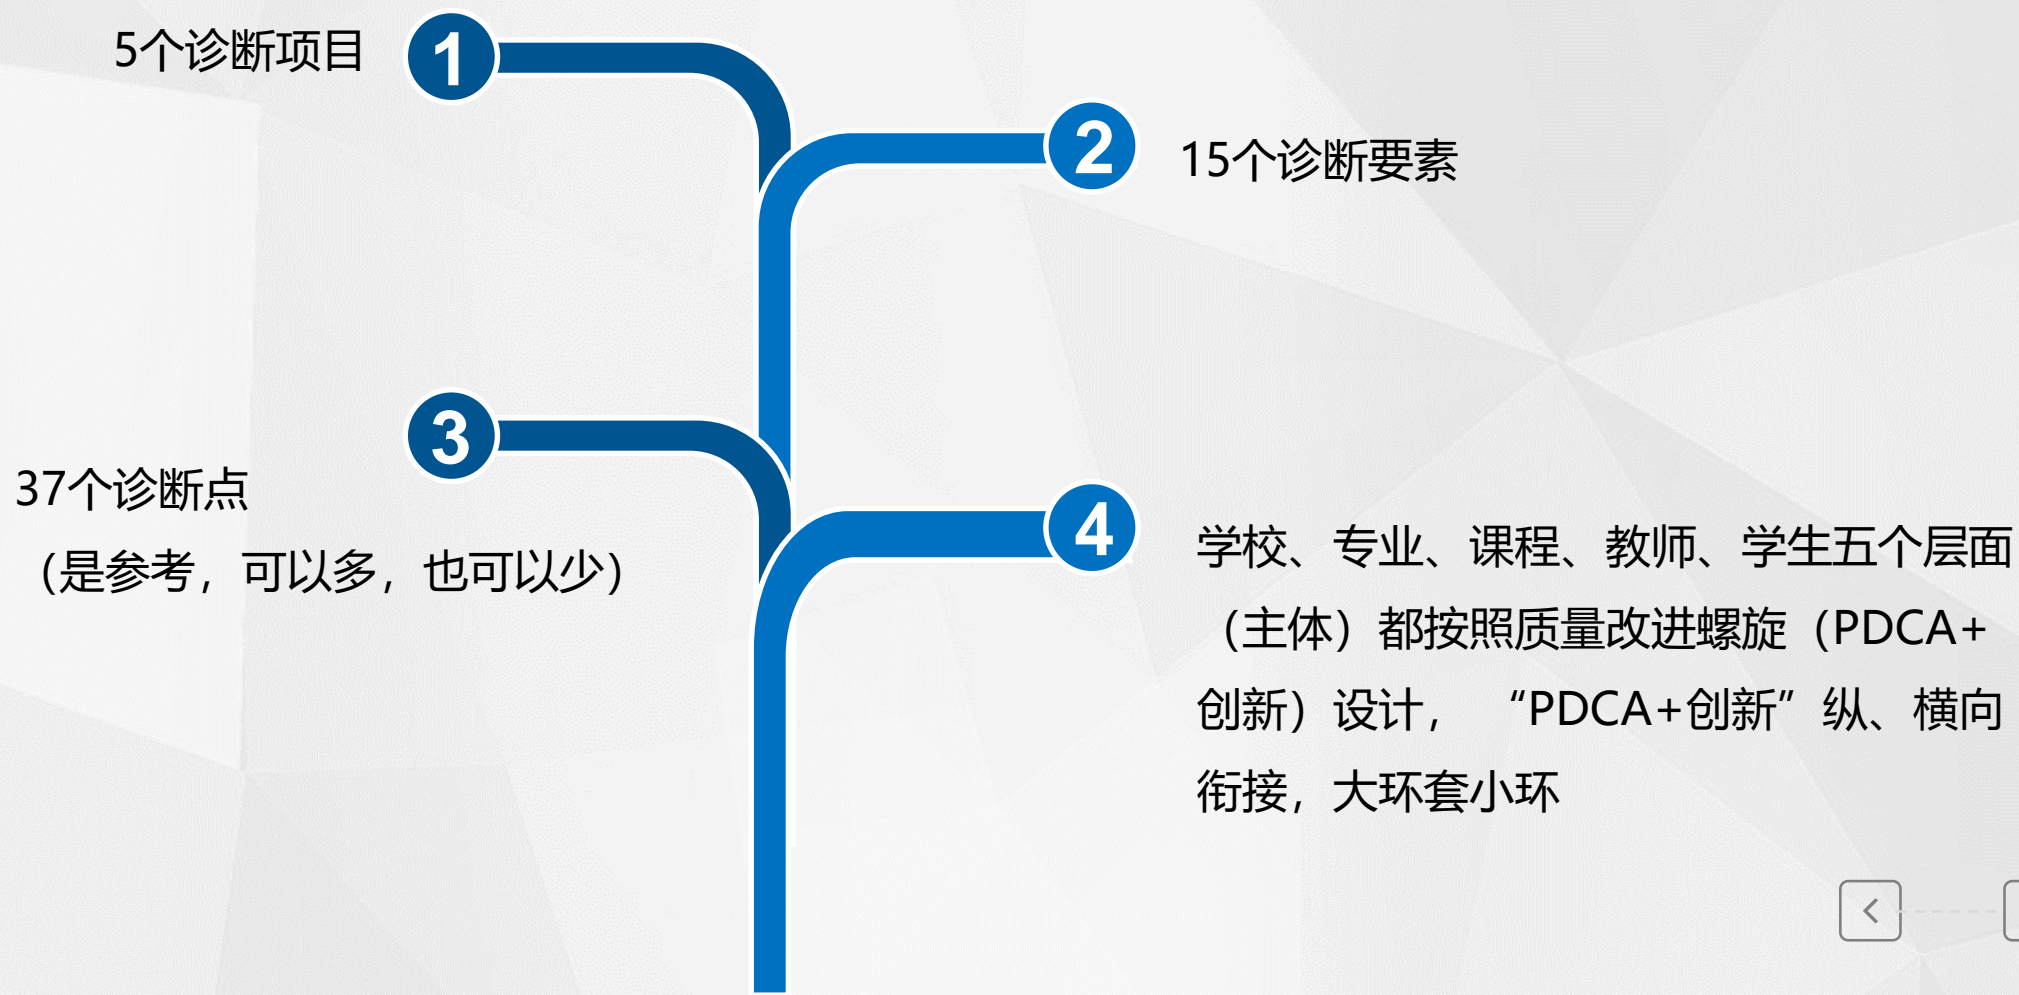 5个诊断项目
1
2
15个诊断要素
3
37个诊断点
（是参考，可以多，也可以少）
4
学校、专业、课程、教师、学生五个层面
（主体）都按照质量改进螺旋（PDCA+
创新）设计， “PDCA+创新”纵、横向
衔接，大环套小环